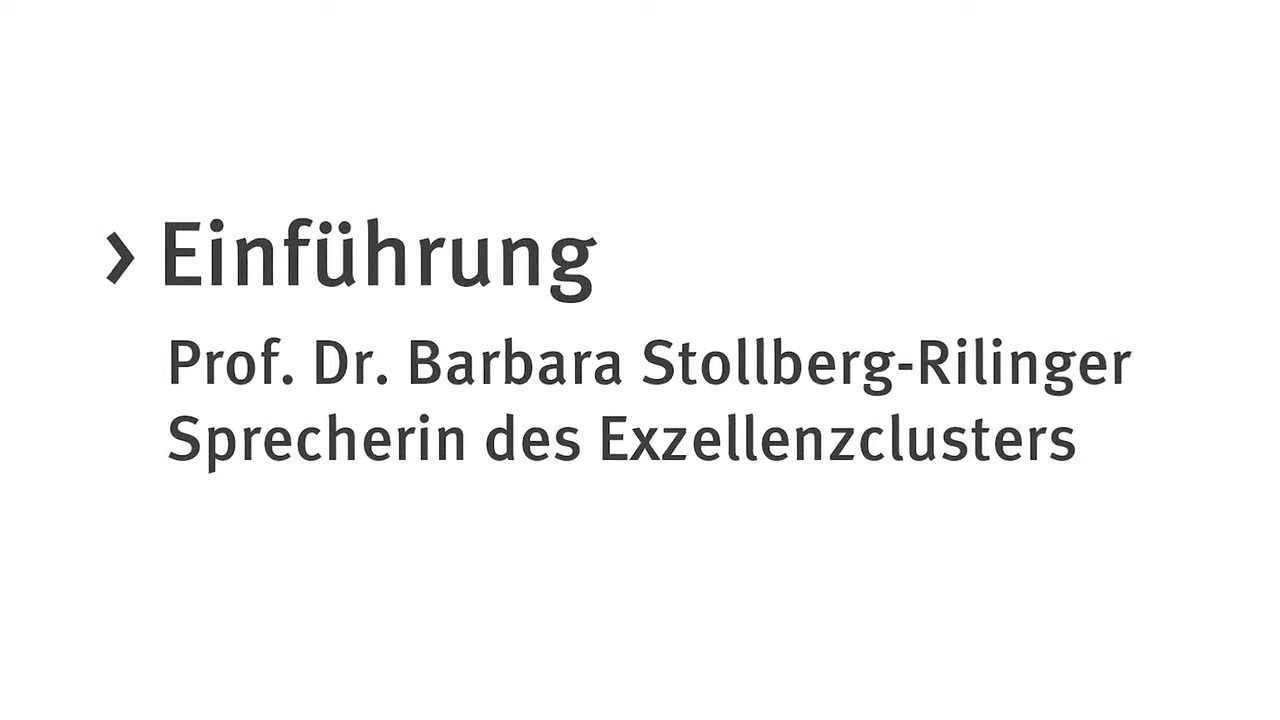 › Einführung
Prof. Dr. Barbara Stollberg-Rilinger
Sprecherin des Exzellenzclusters